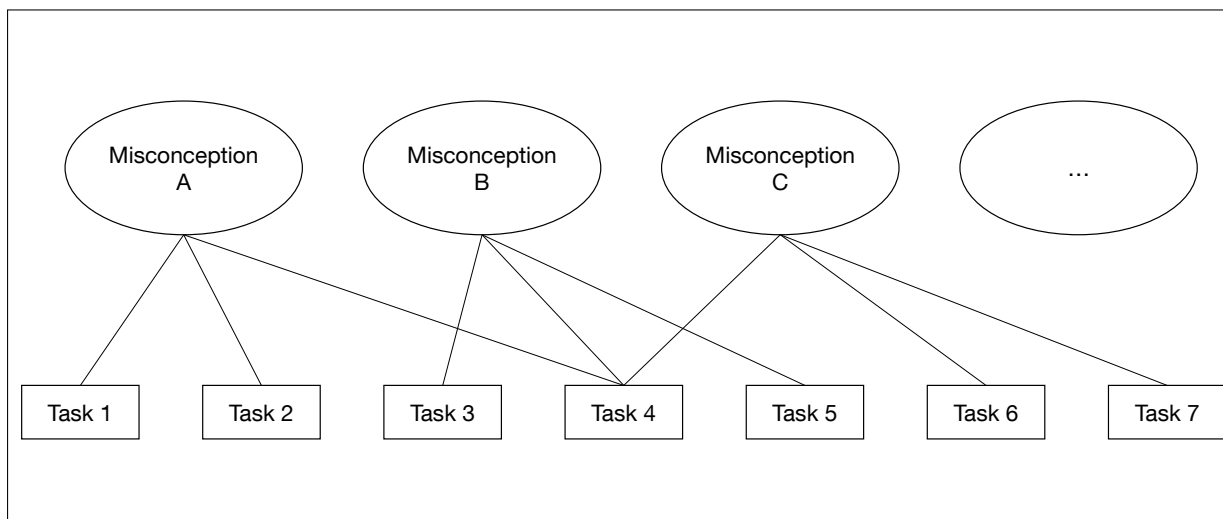 Misconception
A
Misconception
B
Misconception
C
...
Task 1
Task 2
Task 3
Task 4
Task 5
Task 6
Task 7